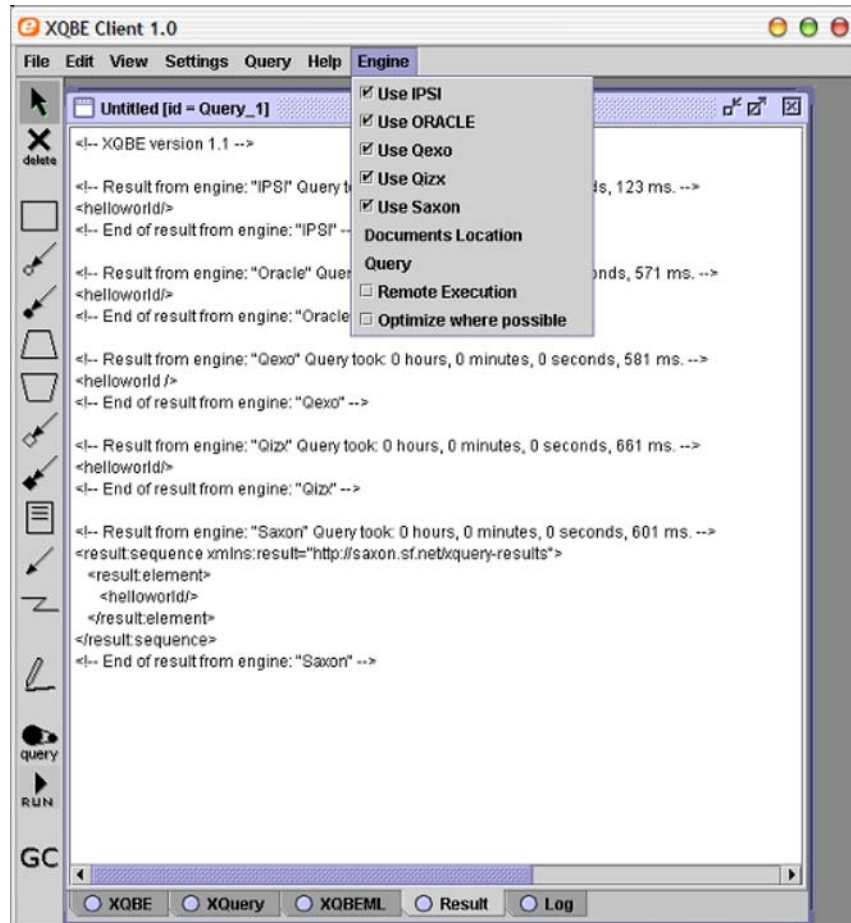 XQBE Client 1.0
File Edit View Settings Query Help Engine
Use IPSI
Use ORACLE
Use Qexo
Use Qizx
Use Saxon
Documents Location
Query
Remote Execution
Optimize where possible
Untitled [id = Query_1]
delete
query
RUN
GC
<!-- XQBE version 1.1 -->
<!-- Result from engine: "IPSI" Query t ds, 123 ms. -->
<helloworld/>
<!-- End of result from engine: "IPSI" --
<!-- Result from engine: "Oracle" Quer onds, 571 ms. -->
<helloworld/>
<!-- End of result from engine: "Oracle
<!-- Result from engine: "Qexo" Query took: 0 hours, 0 minutes, 0 seconds, 581 ms. -->
<helloworld />
<!-- End of result from engine: "Qexo" -->
<!-- Result from engine: "Qizx" Query took: 0 hours, 0 minutes, 0 seconds, 661 ms. -->
<helloworld/>
<!-- End of result from engine: "Qizx" -->
<!-- Result from engine: "Saxon" Query took: 0 hours, 0 minutes, 0 seconds, 601 ms. -->
<result:sequence xmlns:result="http://saxon.sf.net/xquery-results">
<result:element>
<helloworld/>
</result:element>
</result:sequence>
<!-- End of result from engine: "Saxon" -->
XQBE XQuery XQBEML Result Log